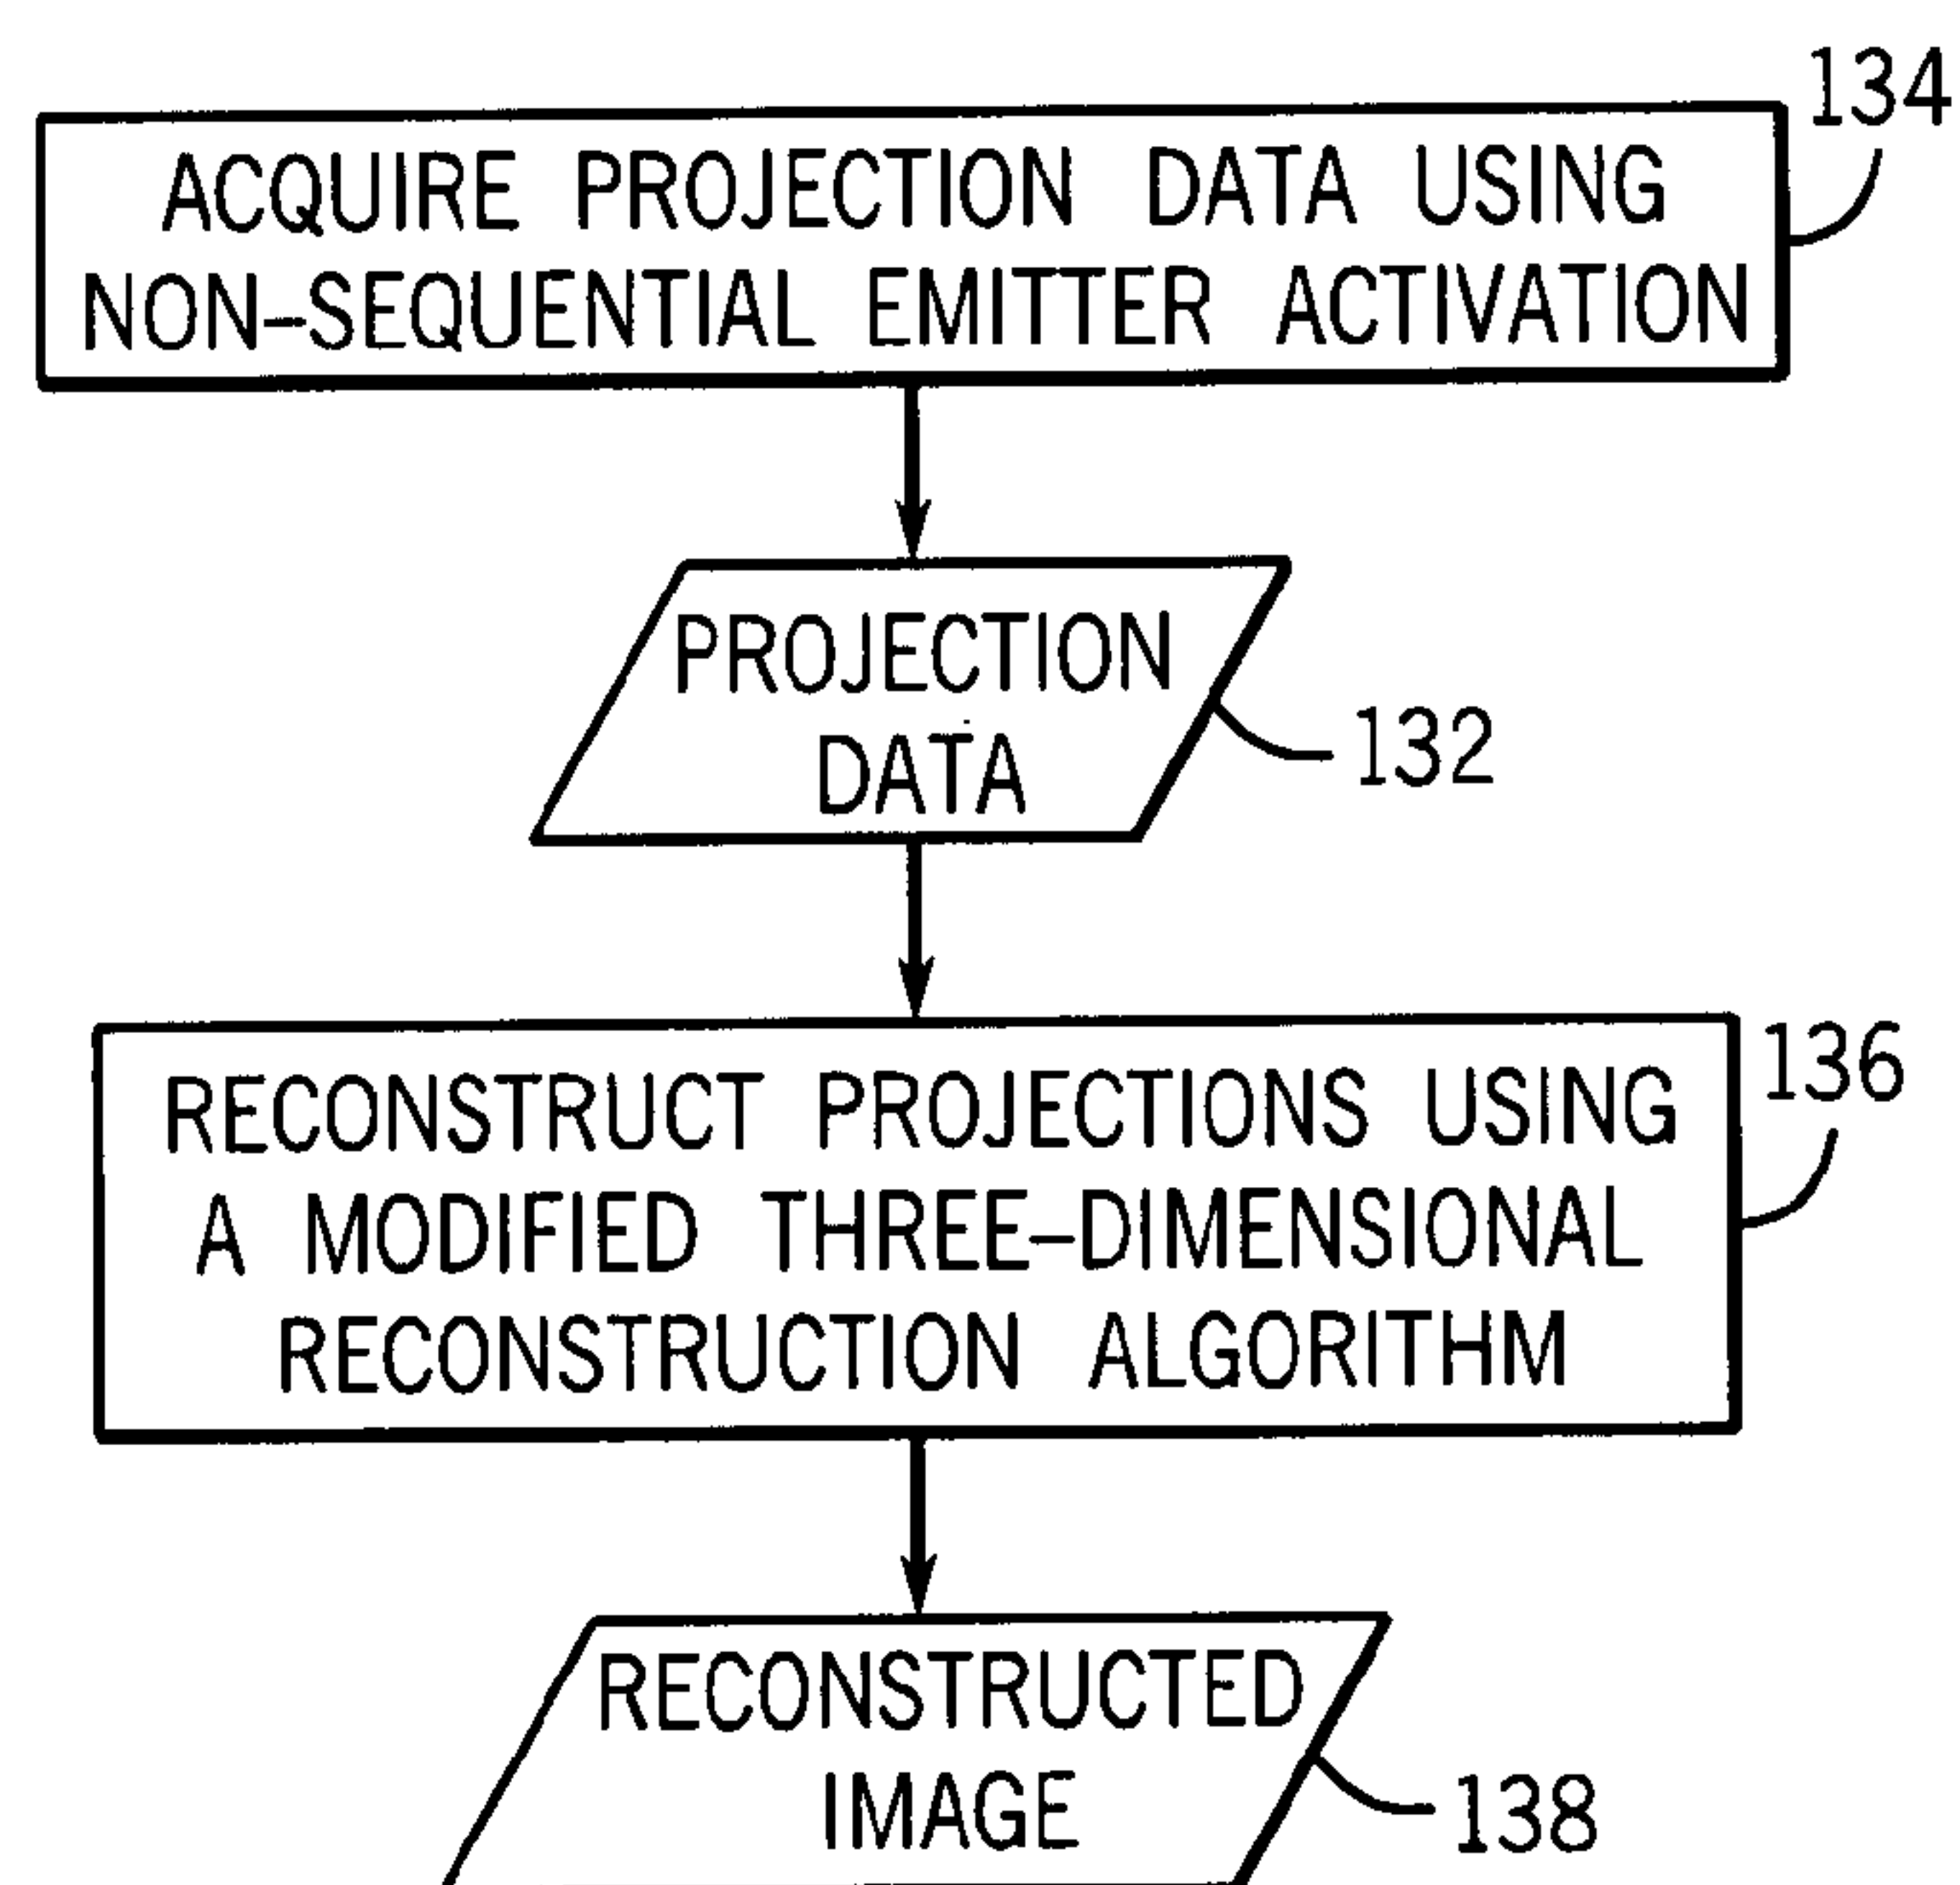 134
ACQUIRE PROJECTION DATA USING
NON-SEQUENTIAL EMITTER ACTIVATION
PROJECTION
DATA
132
136
RECONSTRUCT PROJECTIONS USING
A MODIFIED THREE-DIMENSIONAL
RECONSTRUCTION ALGORITHM
RECONSTRUCTED
IMAGE
138